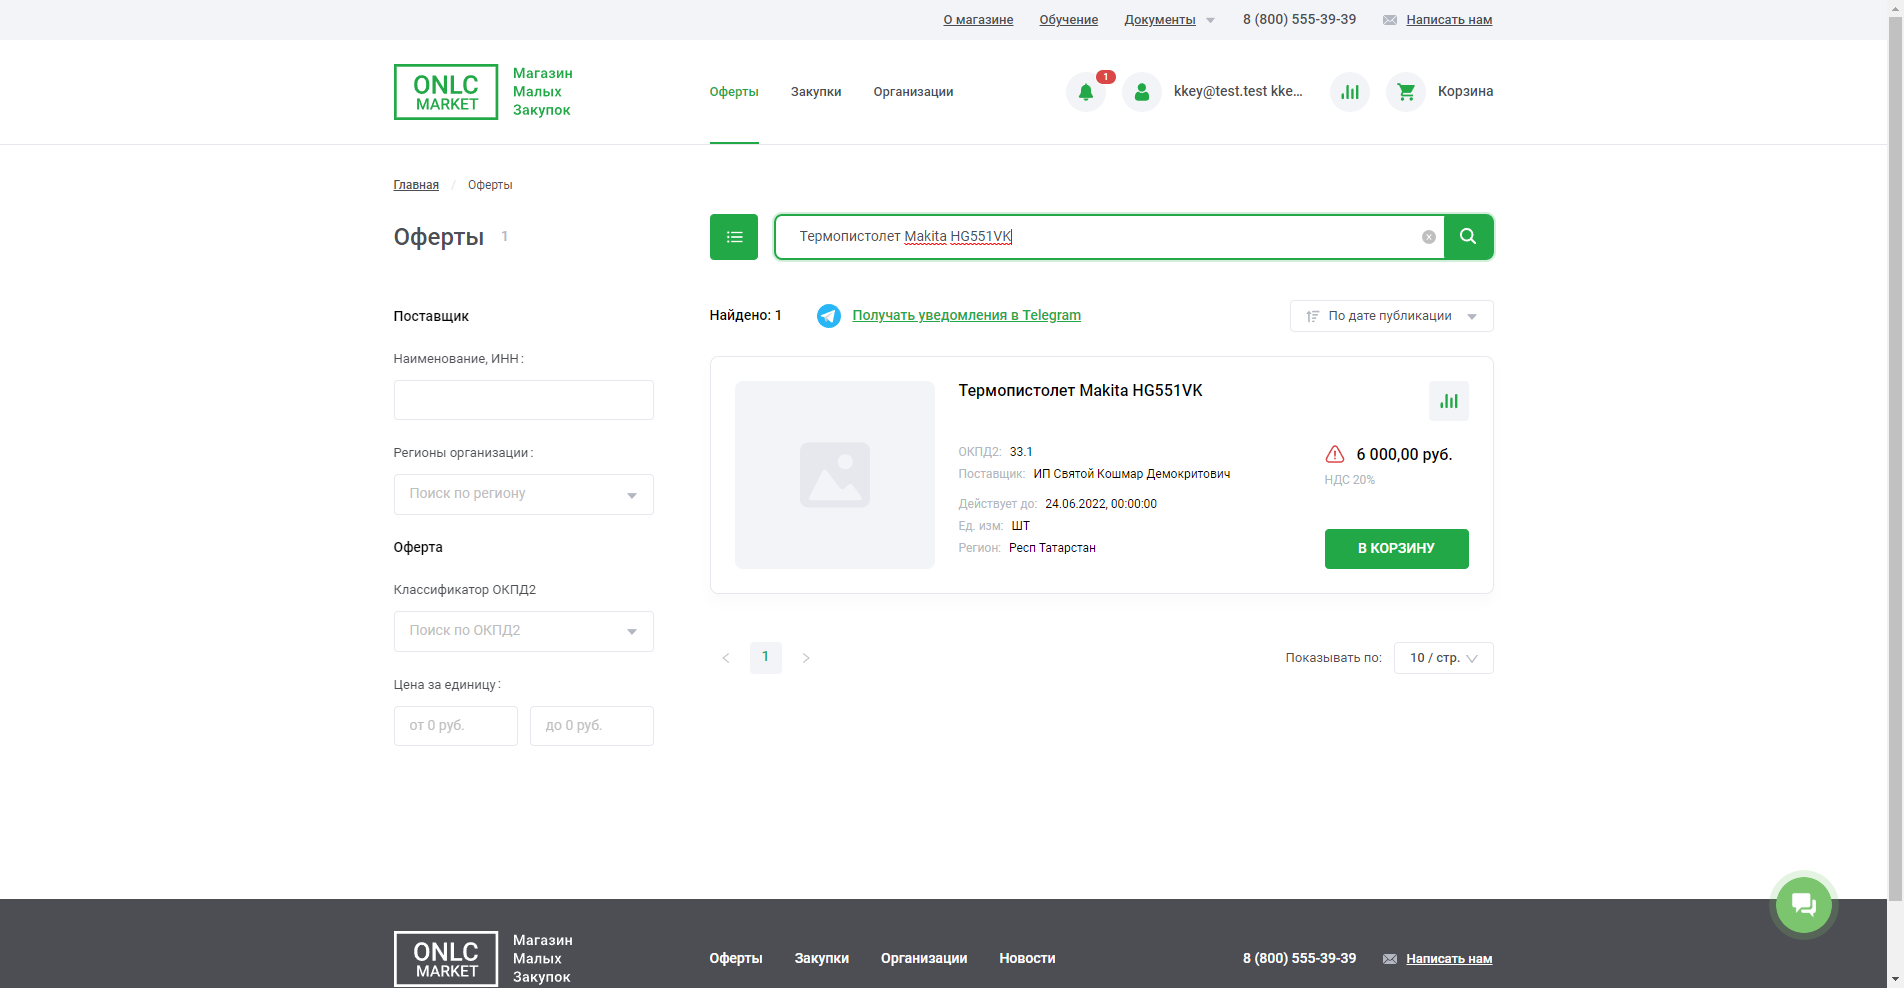 О магазине
Обучение
Документы
8 (800) 555-39-39
Написать нам
ONLC
MARKET
Магазин
Малых
Закупок
Оферты
Закупки
Организации
1
kkey@test.test kke...
Корзина
Главная / Оферты
Оферты 1
Термопистолет Makita HG551VK
Поставщик
Наименование, ИНН:
Регионы организации:
Поиск по региону
Оферта
Классификатор ОКПД2
Поиск по ОКПД2
Цена за единицу:
от 0 руб.
до 0 руб.
Найдено: 1
Получать уведомления в Telegram
По дате публикации
Термопистолет Makita HG551VK
ОКПД2: 33.1
Поставщик: ИП Святой Кошмар Демокритович
Действует до: 24.06.2022, 00:00:00
Ед. изм: ШТ
Регион: Респ Татарстан
6 000,00 руб.
НДС 20%
В КОРЗИНУ
< 1 >
Показывать по: 10 / стр.
ONLC
MARKET
Магазин
Малых
Закупок
Оферты
Закупки
Организации
Новости
8 (800) 555-39-39
Написать нам